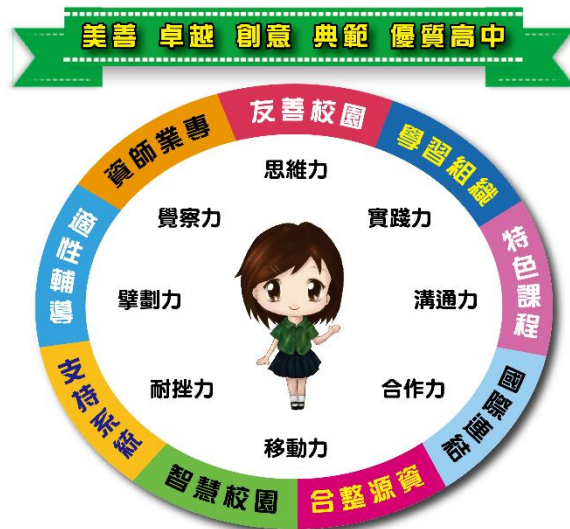 美善 卓越 創意 典範 優質高中
友善校園
學習組織
特色課程
國際連結
資源整合
智慧校園
支持系統
適性輔導
專業師資
思維力
實踐力
溝通力
合作力
移動力
耐挫力
擘劃力
覺察力